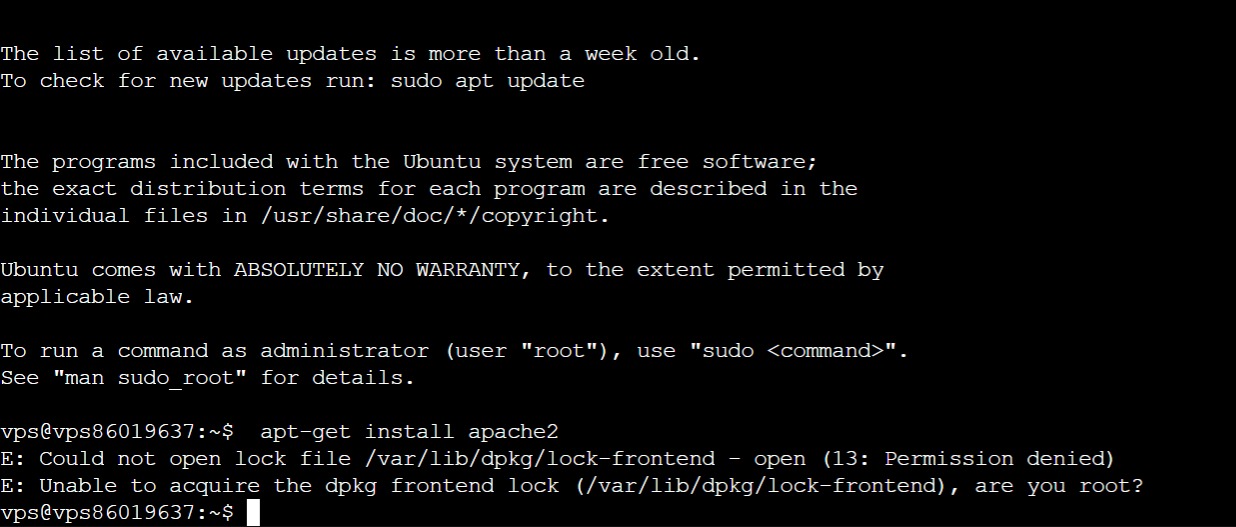 The list of available updates is more than a week old.
To check for new updates run: sudo apt update
The programs included with the Ubuntu system are free software;
the exact distribution terms for each program are described in the
individual files in /usr/share/doc/*/copyright.
Ubuntu comes with ABSOLUTELY NO WARRANTY, to the extent permitted by
applicable law.
To run a command as administrator (user "root"), use "sudo <command>".
See "man sudo_root" for details.
vps@vps86019637:~$  apt-get install apache2
E: Could not open lock file /var/lib/dpkg/lock-frontend - open (13: Permission denied)
E: Unable to acquire the dpkg frontend lock (/var/lib/dpkg/lock-frontend), are you root?
vps@vps86019637:~$